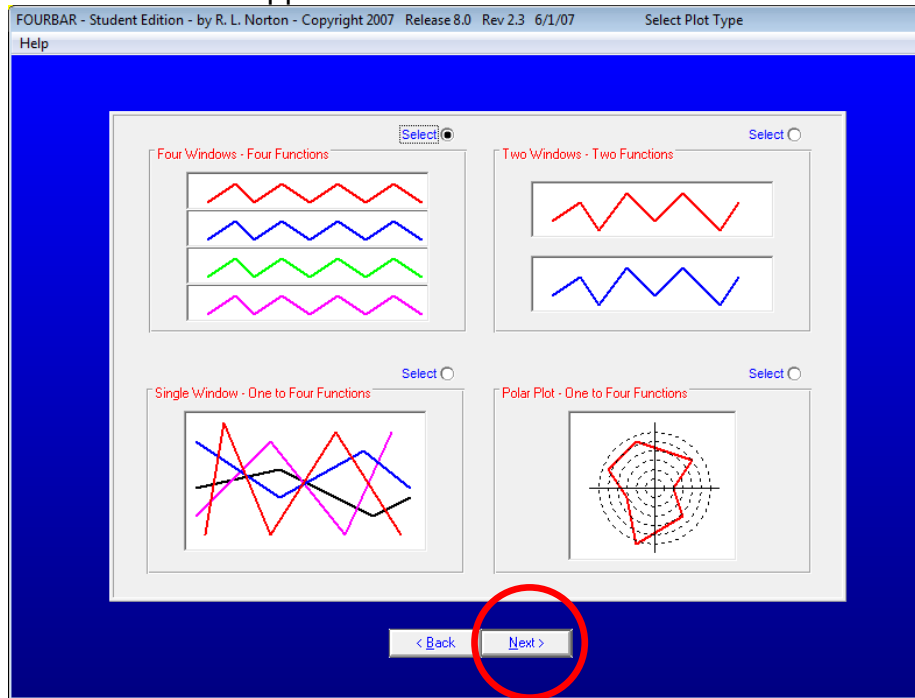 FOURBAR - Student Edition - by R. L. Norton - Copyright 2007 Release 8.0 Rev 2.3 6/1/07 Select Plot Type
Help
Select
Select
Four Windows - Four Functions
Two Windows - Two Functions
Select
Select
Single Window - One to Four Functions
Polar Plot - One to Four Functions
< Back
Next >